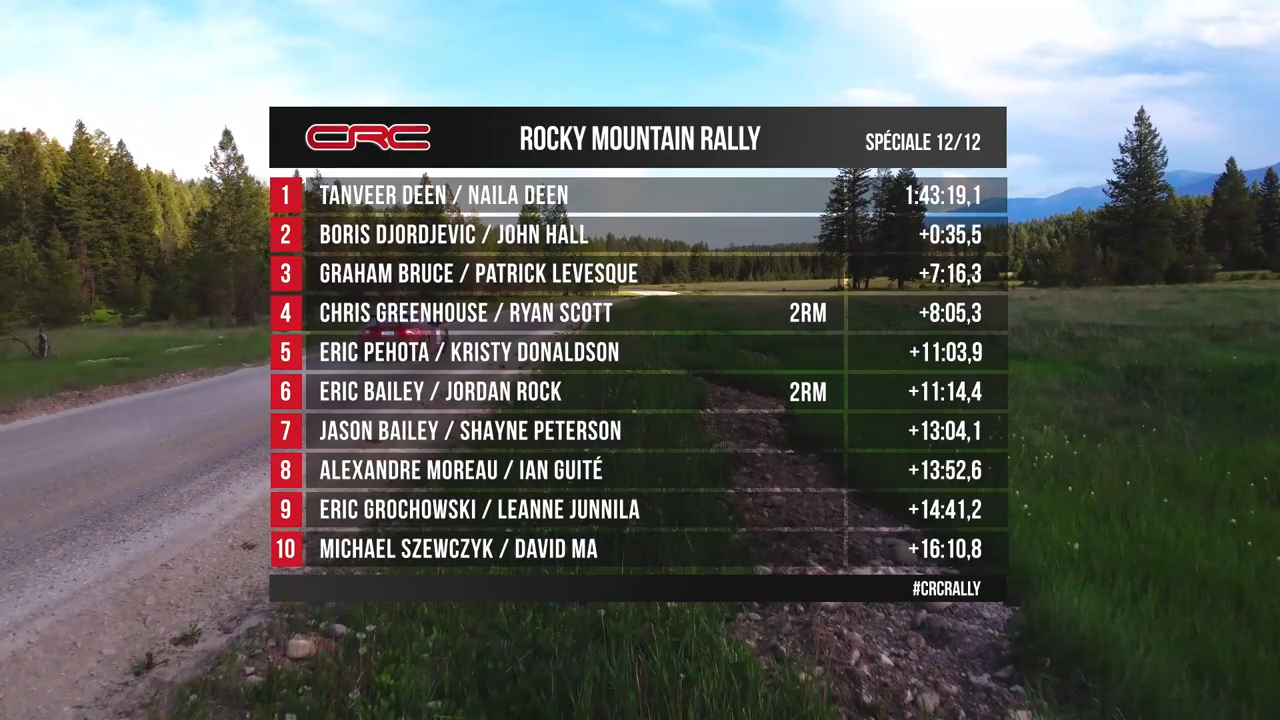 CRC ROCKY MOUNTAIN RALLY SPÉCIALE 12/12
1 TANVEER DEEN / NAILA DEEN 1:43:19,1
2 BORIS DJORDJEVIC / JOHN HALL +0:35,5
3 GRAHAM BRUCE / PATRICK LEVESQUE +7:16,3
4 CHRIS GREENHOUSE / RYAN SCOTT 2RM +8:05,3
5 ERIC PEHOTA / KRISTY DONALDSON +11:03,9
6 ERIC BAILEY / JORDAN ROCK 2RM +11:14,4
7 JASON BAILEY / SHAYNE PETERSON +13:04,1
8 ALEXANDRE MOREAU / IAN GUITÉ +13:52,6
9 ERIC GROCHOWSKI / LEANNE JUNNILA +14:41,2
10 MICHAEL SZEWCZYK / DAVID MA +16:10,8
#CRCRALLY